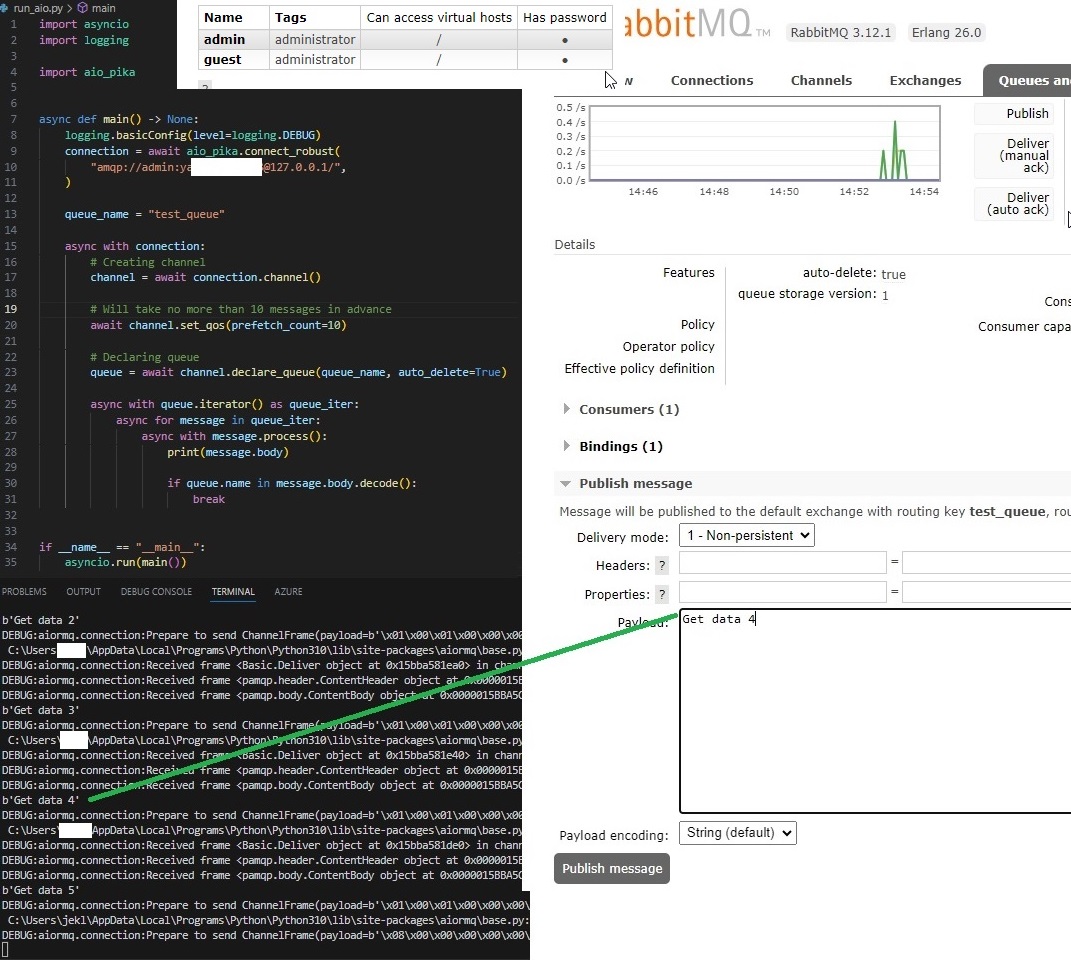 run_aio.py > main
1 import asyncio
2 import logging
3
4 import aio_pika
5
6
7 async def main() -> None:
8 logging.basicConfig(level=logging.DEBUG)
9 connection = await aio_pika.connect_robust(
10 "amqp://admin:ya @127.0.0.1/",
11 )
12
13 queue_name = "test_queue"
14
15 async with connection:
16 # Creating channel
17 channel = await connection.channel()
18
19 # Will take no more than 10 messages in advance
20 await channel.set_qos(prefetch_count=10)
21
22 # Declaring queue
23 queue = await channel.declare_queue(queue_name, auto_delete=True)
24
25 async with queue.iterator() as queue_iter:
26 async for message in queue_iter:
27 async with message.process():
28 print(message.body)
29
30 if queue.name in message.body.decode():
31 break
32
33
34 if __name__ == "__main__":
35 asyncio.run(main())
PROBLEMS OUTPUT DEBUG CONSOLE TERMINAL AZURE
b'Get data 2'
DEBUG:aiormq.connection:Prepare to send ChannelFrame(payload=b'\x01\x00\x01\x00\x00\x00
C:\Users\ \AppData\Local\Programs\Python\Python310\lib\site-packages\aiormq\base.py
DEBUG:aiormq.connection:Received frame <Basic.Deliver object at 0x15bba581ea0> in chan
DEBUG:aiormq.connection:Received frame <pamqp.header.ContentHeader object at 0x0000015B
DEBUG:aiormq.connection:Received frame <pamqp.body.ContentBody object at 0x0000015BBA5C
b'Get data 3'
DEBUG:aiormq.connection:Prepare to send ChannelFrame(payload=b'\x01\x00\x01\x00\x00\x00
C:\Users\ \AppData\Local\Programs\Python\Python310\lib\site-packages\aiormq\base.py
DEBUG:aiormq.connection:Received frame <Basic.Deliver object at 0x15bba581e40> in chan
DEBUG:aiormq.connection:Received frame <pamqp.header.ContentHeader object at 0x0000015B
DEBUG:aiormq.connection:Received frame <pamqp.body.ContentBody object at 0x0000015BBA5C
b'Get data 4'
DEBUG:aiormq.connection:Prepare to send ChannelFrame(payload=b'\x01\x00\x01\x00\x00\x00
C:\Users\ AppData\Local\Programs\Python\Python310\lib\site-packages\aiormq\base.py
DEBUG:aiormq.connection:Received frame <Basic.Deliver object at 0x15bba581de0> in chan
DEBUG:aiormq.connection:Received frame <pamqp.header.ContentHeader object at 0x0000015B
DEBUG:aiormq.connection:Received frame <pamqp.body.ContentBody object at 0x0000015BBA5C
b'Get data 5'
DEBUG:aiormq.connection:Prepare to send ChannelFrame(payload=b'\x01\x00\x01\x00\x00\x00\
C:\Users\jekl\AppData\Local\Programs\Python\Python310\lib\site-packages\aiormq\base.py:
DEBUG:aiormq.connection:Prepare to send ChannelFrame(payload=b'\x08\x00\x00\x00\x00\x00\
Name Tags Can access virtual hosts Has password
admin administrator / •
guest administrator / •
?
abbitMQ TM RabbitMQ 3.12.1 Erlang 26.0
w Connections Channels Exchanges Queues an
0.5 /s
0.4 /s
0.3 /s
0.2 /s
0.1 /s
0.0 /s
14:46 14:48 14:50 14:52 14:54
Publish
Deliver
(manual
ack)
Deliver
(auto ack)
Details
Features auto-delete: true
queue storage version: 1
Policy
Operator policy
Effective policy definition
Cons
Consumer capa
Consumers (1)
Bindings (1)
Publish message
Message will be published to the default exchange with routing key test_queue, rou
Delivery mode: 1 - Non-persistent
Headers: ? =
Properties: ? =
Payload: Get data 4
Payload encoding: String (default)
Publish message